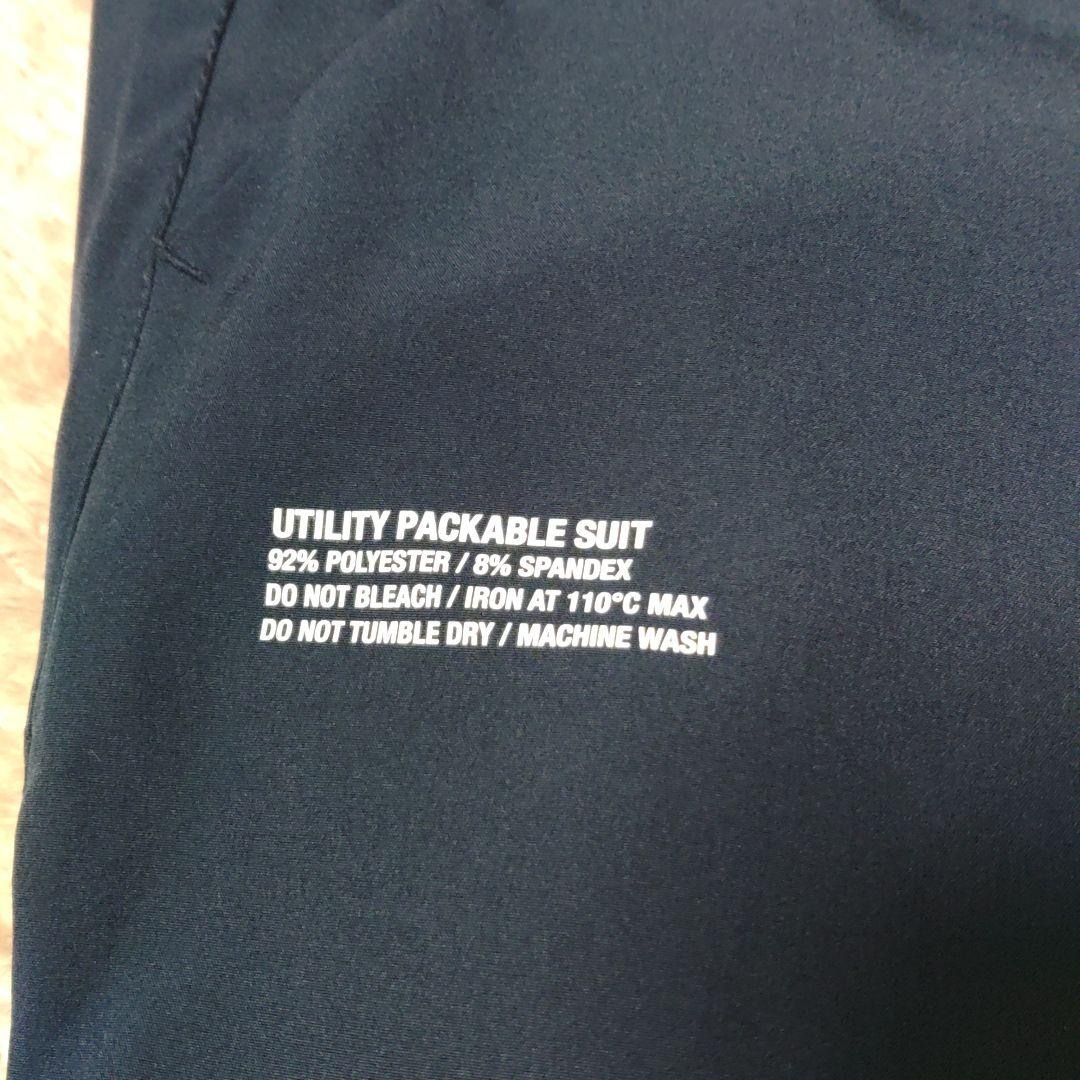 UTILITY PACKABLE SUIT
92% POLYESTER / 8% SPANDEX
DO NOT BLEACH / IRON AT 110°C MAX
DO NOT TUMBLE DRY / MACHINE WASH